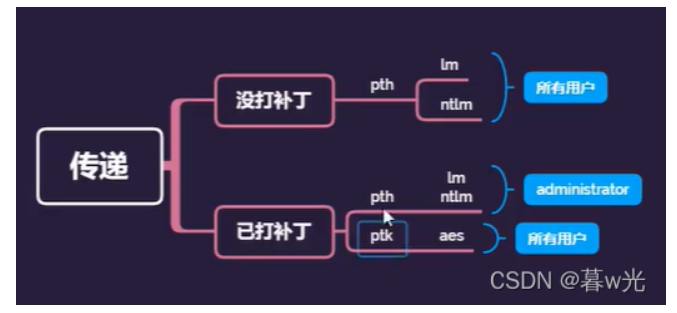 传递
没打补丁
pth
lm
ntlm
所有用户
已打补丁
pth
lm
ntlm
administrator
ptk
aes
所有用户
CSDN @暮w光